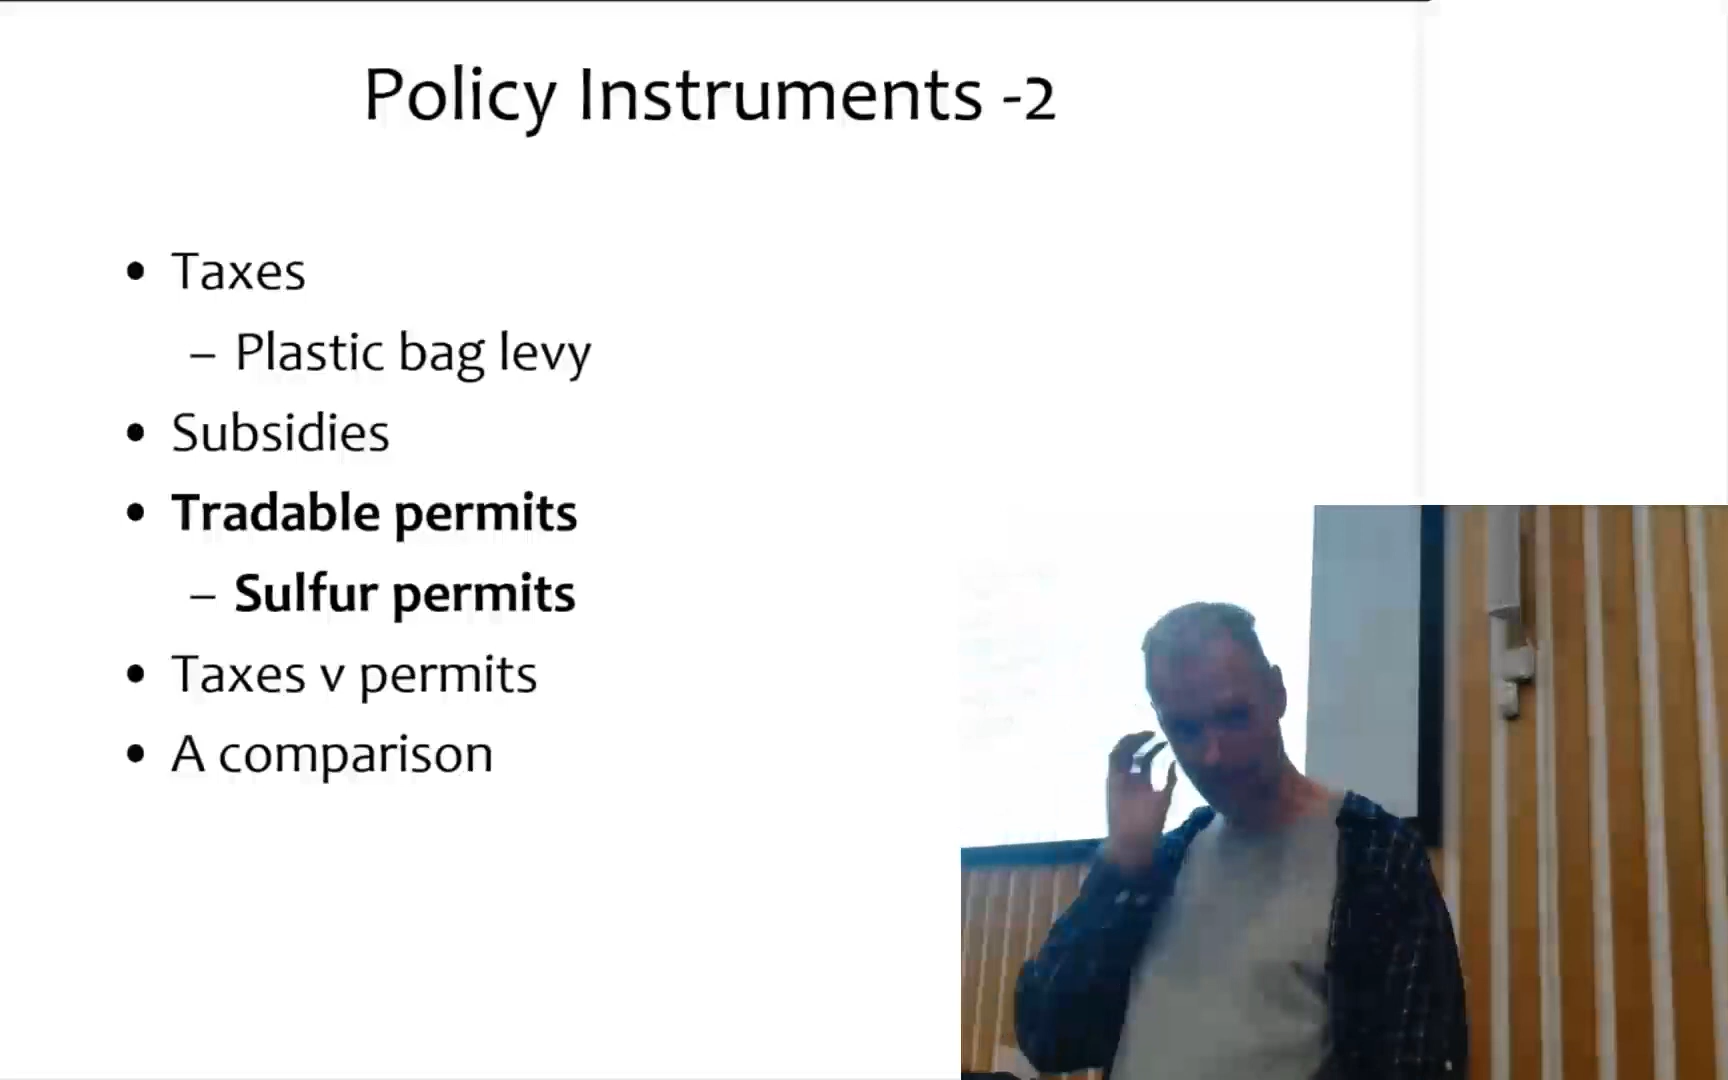 Policy Instruments -2
• Taxes
– Plastic bag levy
• Subsidies
• Tradable permits
– Sulfur permits
• Taxes v permits
• A comparison